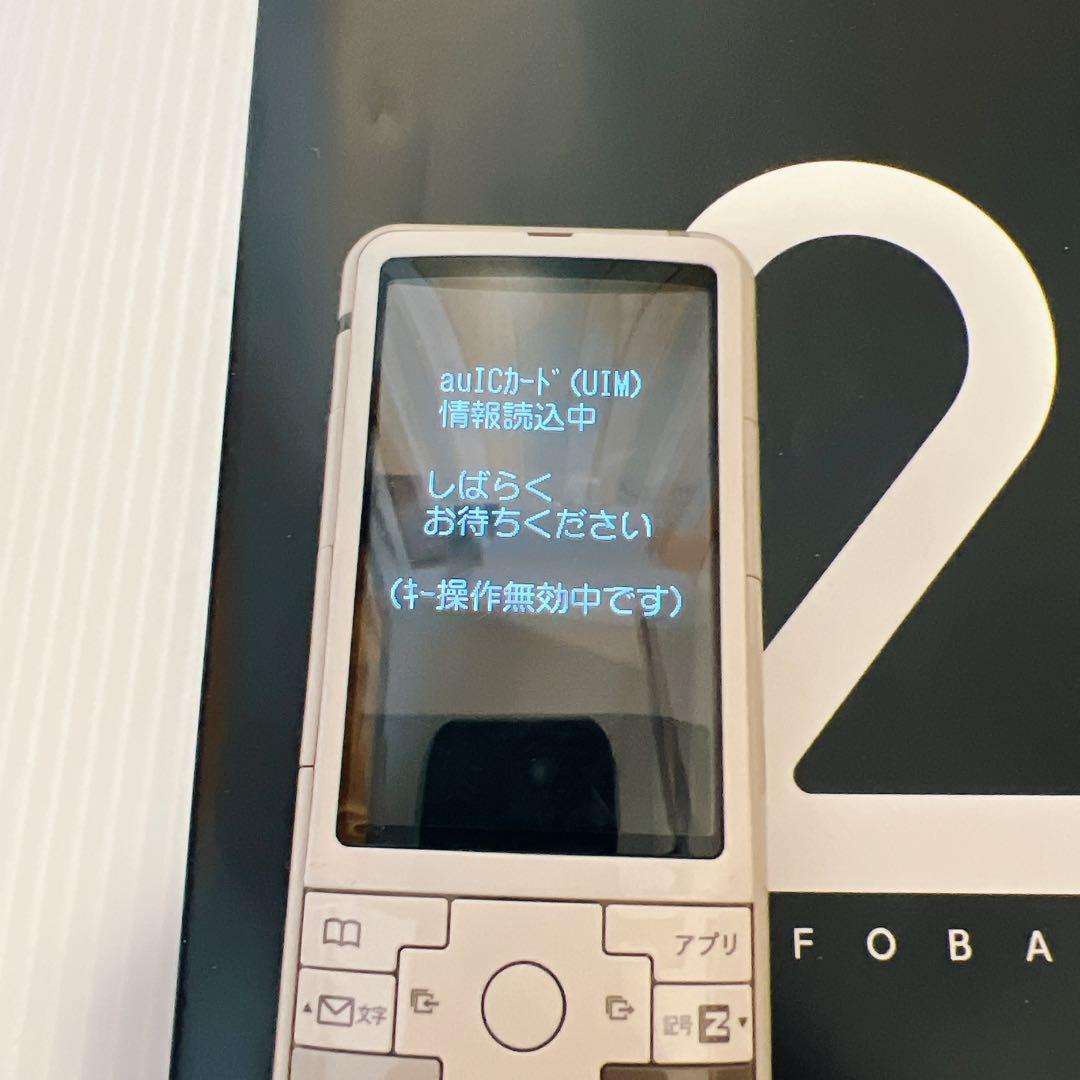 auICｶｰﾄﾞ(UIM)
情報読込中
しばらく
お待ちください
(ｷｰ操作無効中です)
アプリ
文字
記号
2
FOBA